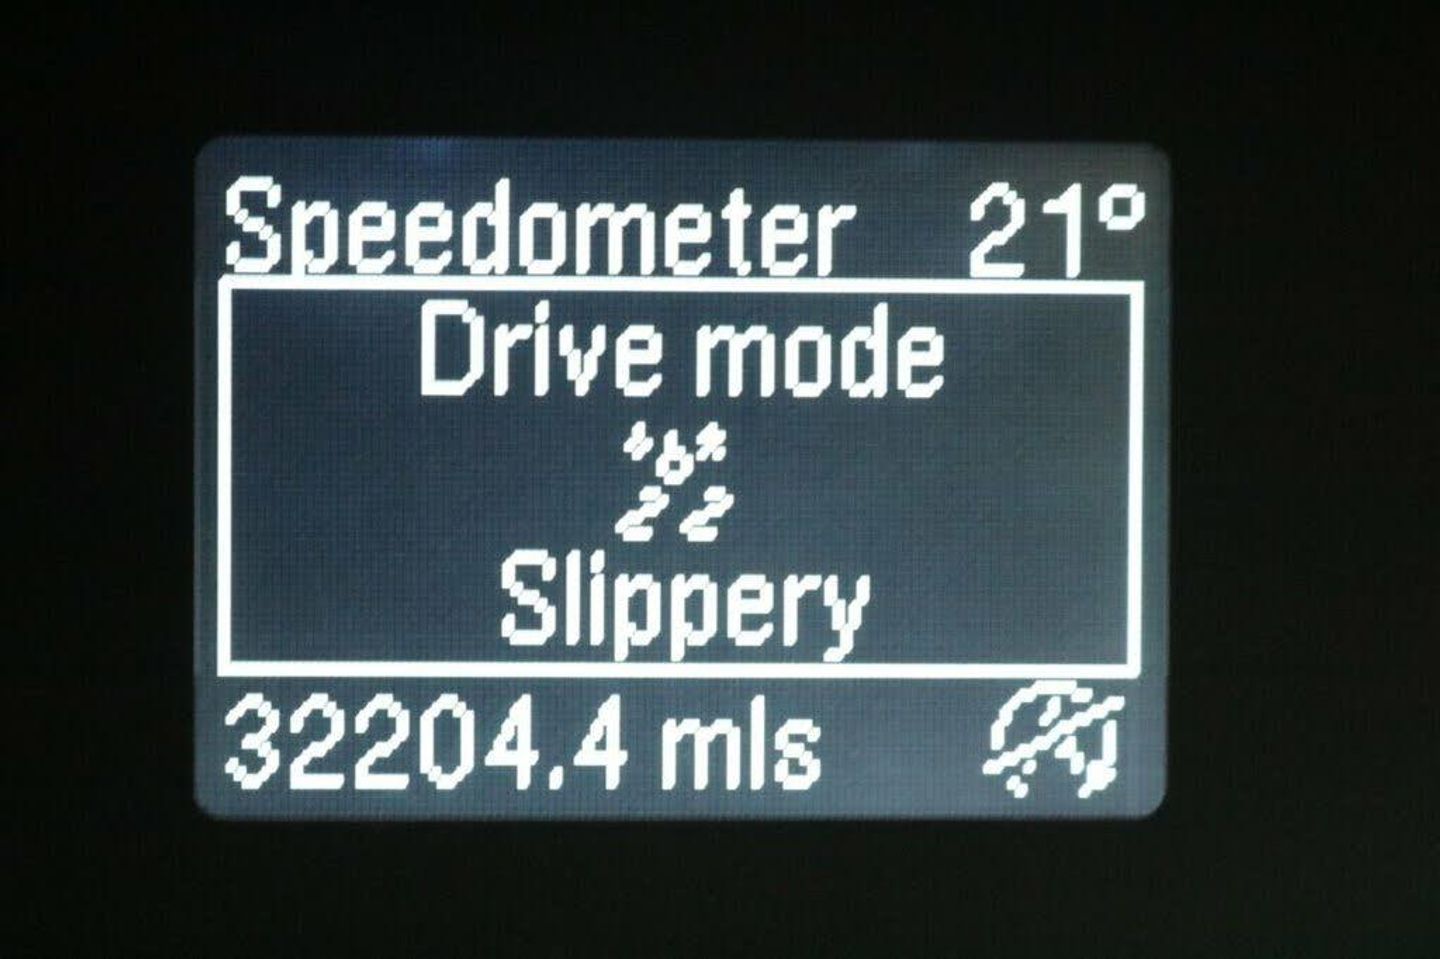 Speedometer 21°
Drive mode
Slippery
32204.4 mls